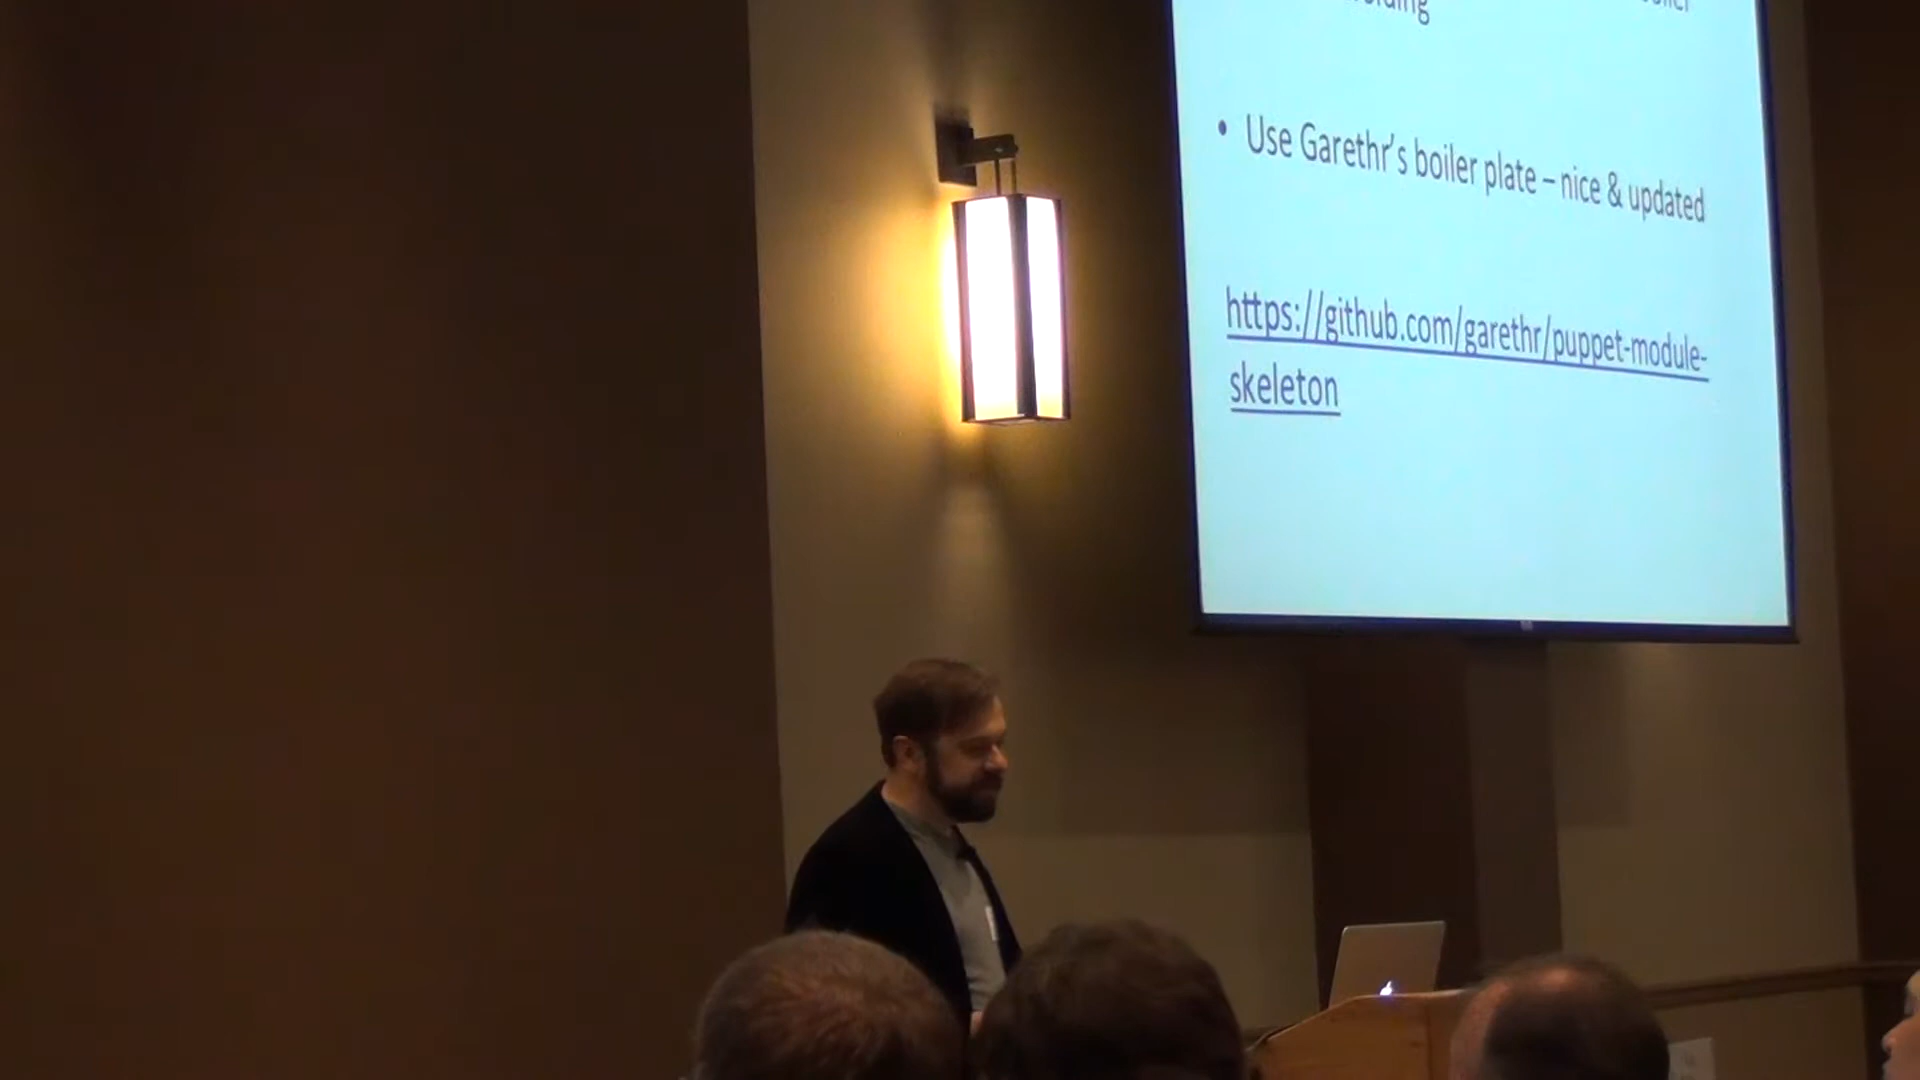 • Use Garethr's boiler plate – nice & updated
https://github.com/garethr/puppet-module-
skeleton